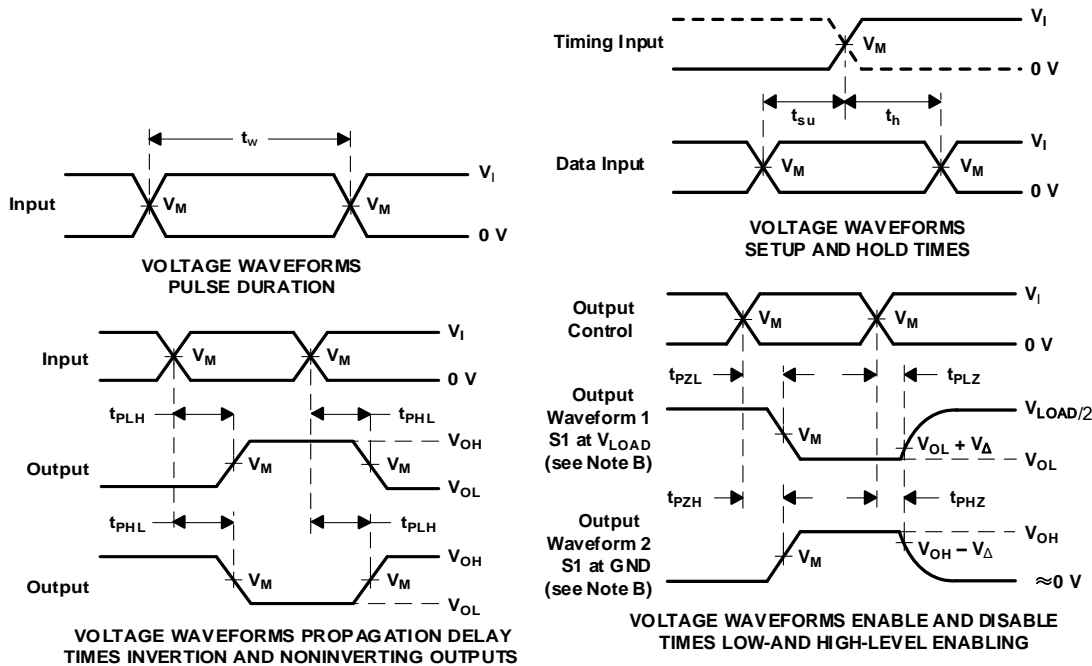 t_w
Input
V_M
V_M
V_I
0 V
VOLTAGE WAVEFORMS
PULSE DURATION
Timing Input
V_M
V_I
0 V
t_su
t_h
Data Input
V_M
V_M
V_I
0 V
VOLTAGE WAVEFORMS
SETUP AND HOLD TIMES
Input
V_M
V_M
V_I
0 V
t_PLH
t_PHL
Output
V_M
V_M
V_OH
V_OL
t_PHL
t_PLH
Output
V_M
V_M
V_OH
V_OL
VOLTAGE WAVEFORMS PROPAGATION DELAY
TIMES INVERTION AND NONINVERTING OUTPUTS
Output
Control
V_M
V_M
V_I
0 V
t_PZL
t_PLZ
Output
Waveform 1
S1 at V_LOAD
(see Note B)
V_M
V_LOAD/2
V_OL + V_Δ
V_OL
t_PZH
t_PHZ
Output
Waveform 2
S1 at GND
(see Note B)
V_M
V_OH
V_OH – V_Δ
≈0 V
VOLTAGE WAVEFORMS ENABLE AND DISABLE
TIMES LOW-AND HIGH-LEVEL ENABLING